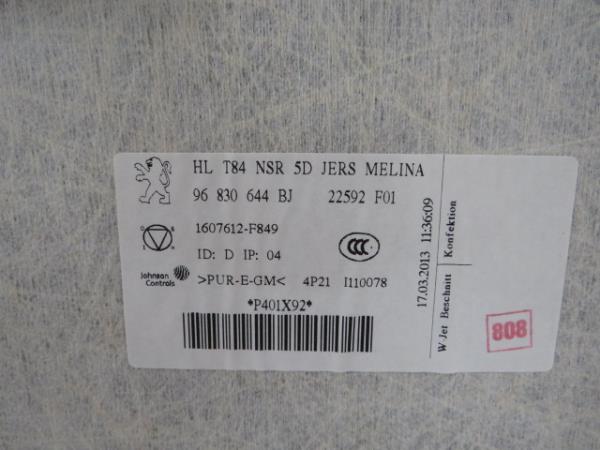 HL T84 NSR 5D JERS MELINA
96 830 644 BJ 22592 F01
1607612-F849
ID: D IP: 04
CCC
Johnson
Controls
>PUR-E-GM< 4P21 I110078
*P401X92*
17.03.2013 11:36:09
W-Jet Beschnitt Konfektion
808